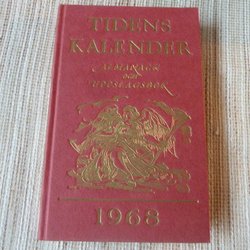 TIDENS
KALENDER
ALMANACK
OCH
UPPSLAGSBOK
1968